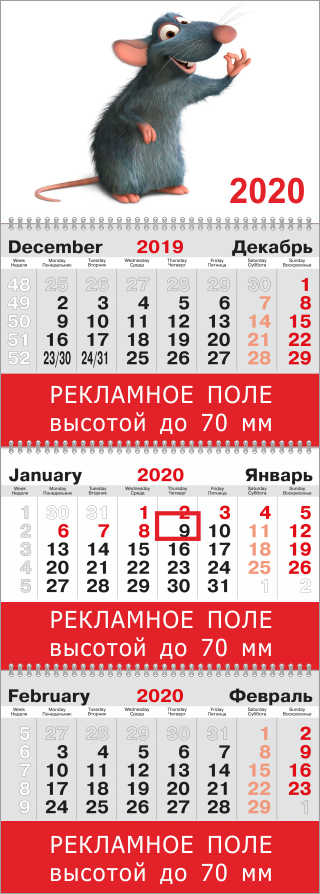 2020
December 2019 Декабрь
Week Monday Tuesday Wednesday Thursday Friday Saturday Sunday
Неделя Понедельник Вторник Среда Четверг Пятница Суббота Воскресенье
48 25 26 27 28 29 30 1
49 2 3 4 5 6 7 8
50 9 10 11 12 13 14 15
51 16 17 18 19 20 21 22
52 23/30 24/31 25 26 27 28 29
РЕКЛАМНОЕ ПОЛЕ
высотой до 70 мм
January 2020 Январь
Week Monday Tuesday Wednesday Thursday Friday Saturday Sunday
Неделя Понедельник Вторник Среда Четверг Пятница Суббота Воскресенье
1 30 31 1 2 3 4 5
2 6 7 8 9 10 11 12
3 13 14 15 16 17 18 19
4 20 21 22 23 24 25 26
5 27 28 29 30 31 1 2
РЕКЛАМНОЕ ПОЛЕ
высотой до 70 мм
February 2020 Февраль
Week Monday Tuesday Wednesday Thursday Friday Saturday Sunday
Неделя Понедельник Вторник Среда Четверг Пятница Суббота Воскресенье
5 27 28 29 30 31 1 2
6 3 4 5 6 7 8 9
7 10 11 12 13 14 15 16
8 17 18 19 20 21 22 23
9 24 25 26 27 28 29 1
РЕКЛАМНОЕ ПОЛЕ
высотой до 70 мм